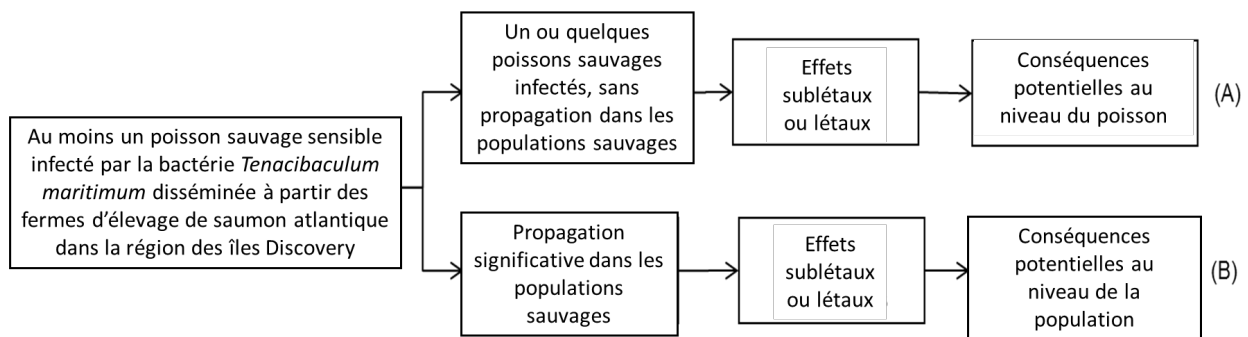 Au moins un poisson sauvage sensible
infecté par la bactérie Tenacibaculum
maritimum disséminée à partir des
fermes d’élevage de saumon atlantique
dans la région des îles Discovery
Un ou quelques
poissons sauvages
infectés, sans
propagation dans les
populations sauvages
Effets
sublétaux
ou létaux
Conséquences
potentielles au
niveau du poisson
(A)
Propagation
significative dans les
populations
sauvages
Effets
sublétaux
ou létaux
Conséquences
potentielles au
niveau de la
population
(B)